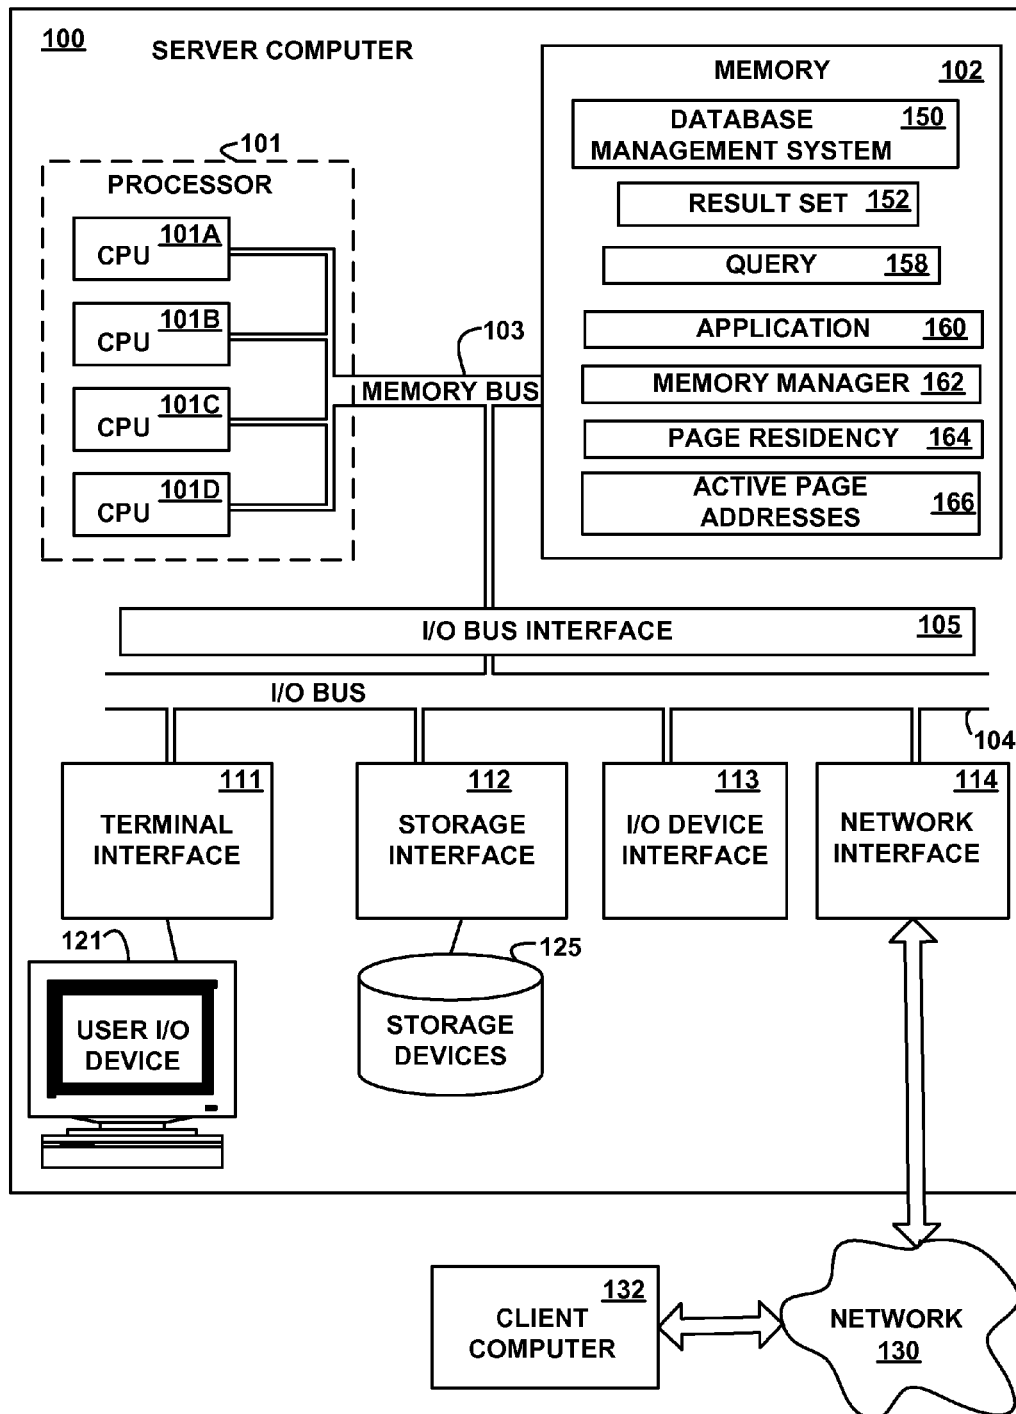 100
SERVER COMPUTER
MEMORY 102
DATABASE 150
MANAGEMENT SYSTEM
RESULT SET 152
QUERY 158
APPLICATION 160
MEMORY MANAGER 162
PAGE RESIDENCY 164
ACTIVE PAGE
ADDRESSES 166
101
PROCESSOR
101A
CPU
101B
CPU
101C
CPU
101D
CPU
103
MEMORY BUS
I/O BUS INTERFACE 105
I/O BUS
104
111
TERMINAL
INTERFACE
112
STORAGE
INTERFACE
113
I/O DEVICE
INTERFACE
114
NETWORK
INTERFACE
121
USER I/O
DEVICE
125
STORAGE
DEVICES
132
CLIENT
COMPUTER
NETWORK
130